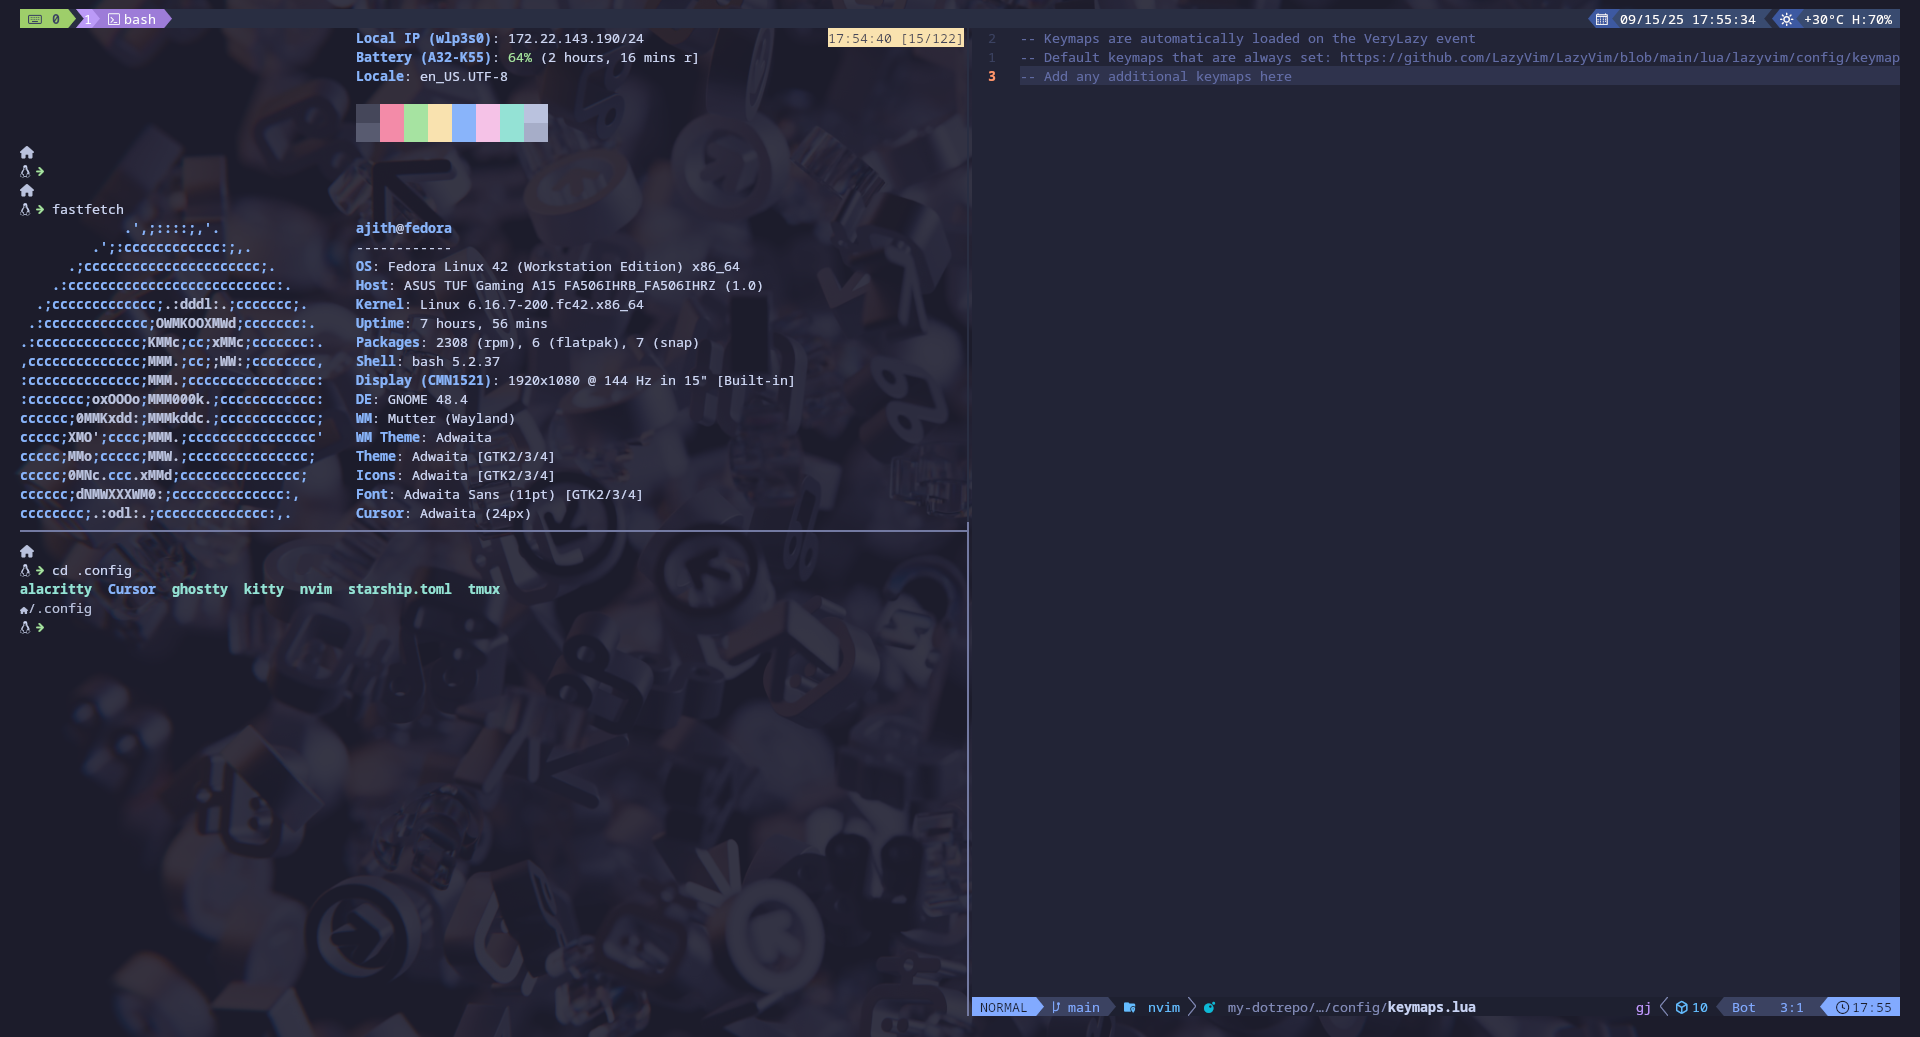 0 1 bash 09/15/25 17:55:34 +30°C H:70%
Local IP (wlp3s0): 172.22.143.190/24 17:54:40 [15/122]
Battery (A32-K55): 64% (2 hours, 16 mins r]
Locale: en_US.UTF-8
fastfetch
.',;::::;,'.
.';:cccccccccccc:;,.
.;cccccccccccccccccccccc;.
.:cccccccccccccccccccccccccc:.
.;ccccccccccccc;.:dddl:.;ccccccc;.
.:ccccccccccccc;OWMKOOXMWd;ccccccc:.
.:ccccccccccccc;KMMc;cc;xMMc;ccccccc:.
,cccccccccccccc;MMM.;cc;;WW:;cccccccc,
:cccccccccccccc;MMM.;cccccccccccccccc:
:ccccccc;oxOOOo;MMM000k.;cccccccccccc:
cccccc;0MMKxdd:;MMMkddc.;cccccccccccc;
ccccc;XMO';cccc;MMM.;cccccccccccccccc'
ccccc;MMo;ccccc;MMW.;ccccccccccccccc;
ccccc;0MNc.ccc.xMMd;ccccccccccccccc;
cccccc;dNMWXXXWM0:;cccccccccccccc:,
cccccccc;.:odl:.;cccccccccccccc:,.
ajith@fedora
------------
OS: Fedora Linux 42 (Workstation Edition) x86_64
Host: ASUS TUF Gaming A15 FA506IHRB_FA506IHRZ (1.0)
Kernel: Linux 6.16.7-200.fc42.x86_64
Uptime: 7 hours, 56 mins
Packages: 2308 (rpm), 6 (flatpak), 7 (snap)
Shell: bash 5.2.37
Display (CMN1521): 1920x1080 @ 144 Hz in 15" [Built-in]
DE: GNOME 48.4
WM: Mutter (Wayland)
WM Theme: Adwaita
Theme: Adwaita [GTK2/3/4]
Icons: Adwaita [GTK2/3/4]
Font: Adwaita Sans (11pt) [GTK2/3/4]
Cursor: Adwaita (24px)
cd .config
alacritty Cursor ghostty kitty nvim starship.toml tmux
/.config
2 -- Keymaps are automatically loaded on the VeryLazy event
1 -- Default keymaps that are always set: https://github.com/LazyVim/LazyVim/blob/main/lua/lazyvim/config/keymap
3 -- Add any additional keymaps here
NORMAL main nvim my-dotrepo/…/config/keymaps.lua gj 10 Bot 3:1 17:55